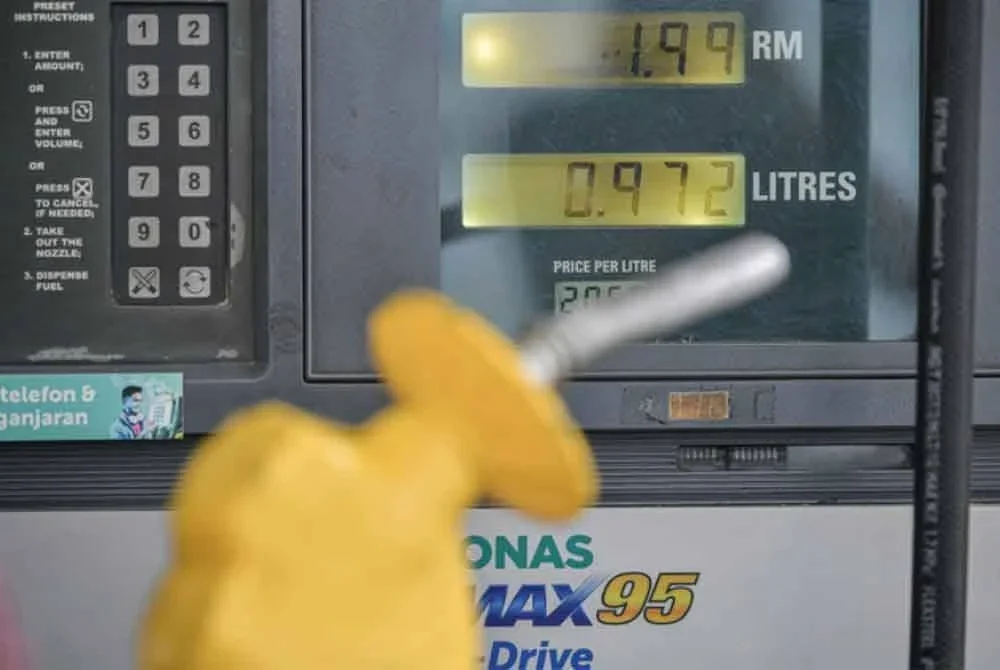 PRESET
INSTRUCTIONS
1. ENTER
AMOUNT;
OR
PRESS
AND
ENTER
VOLUME;
OR
PRESS
TO CANCEL,
IF NEEDED;
2. TAKE
OUT THE
NOZZLE;
3. DISPENSE
FUEL
1 2
3 4
5 6
7 8
9 0
1.99 RM
0.972 LITRES
PRICE PER LITRE
205
telefon &
ganjaran
ONAS
MAX 95
-Drive